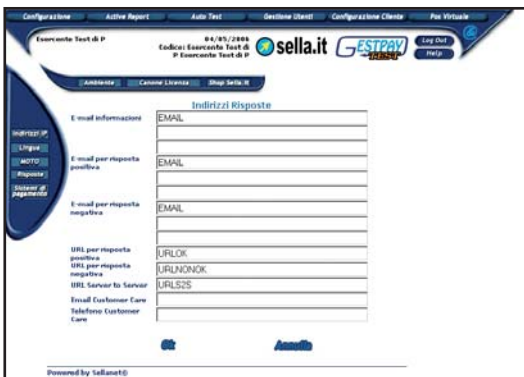 Configurazione Active Report Auto Test Gestione Utenti Configurazione Cliente Pos Virtuale
Esercente Test di P
04/05/2006
Codice: Esercente Test di
P Esercente Test di P
sella.it
GESTPAY
TEST
Log Out
Help
Ambiente Canone Licenza Shop Sella.it
Indirizzi Risposte
Indirizzi IP
Lingue
MOTO
Risposte
Sistemi di
pagamento
E-mail informazioni EMAIL
E-mail per risposta
positiva
EMAIL
E-mail per risposta
negativa
EMAIL
URL per risposta
positiva
URLOK
URL per risposta
negativa
URLNONOK
URL Server to Server URLS2S
Email Customer Care
Telefono Customer
Care
Ok Annulla
Powered by Sellanet©